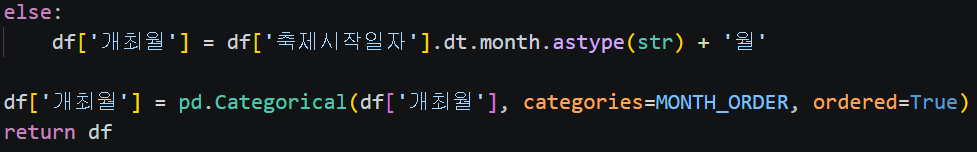 else:
    df['개최월'] = df['축제시작일자'].dt.month.astype(str) + '월'
df['개최월'] = pd.Categorical(df['개최월'], categories=MONTH_ORDER, ordered=True)
return df